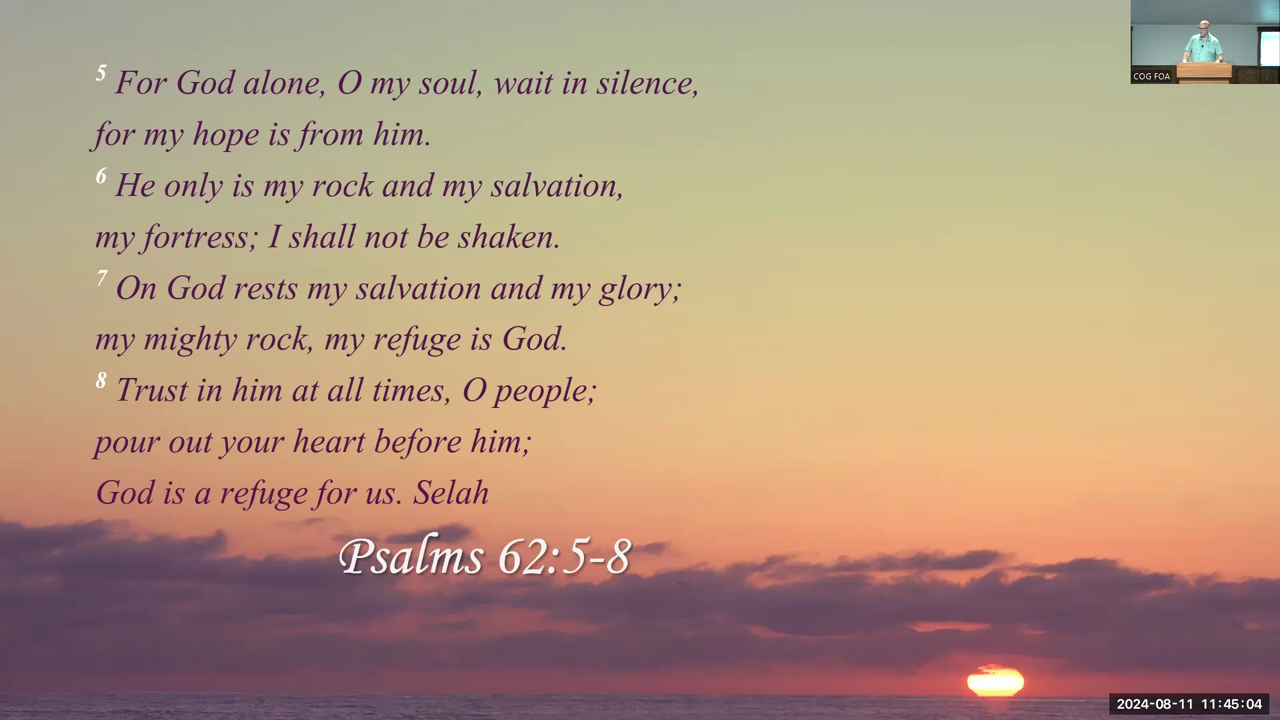 5 For God alone, O my soul, wait in silence,
for my hope is from him.
6 He only is my rock and my salvation,
my fortress; I shall not be shaken.
7 On God rests my salvation and my glory;
my mighty rock, my refuge is God.
8 Trust in him at all times, O people;
pour out your heart before him;
God is a refuge for us. Selah
Psalms 62:5-8
COG FOA
2024-08-11 11:45:04